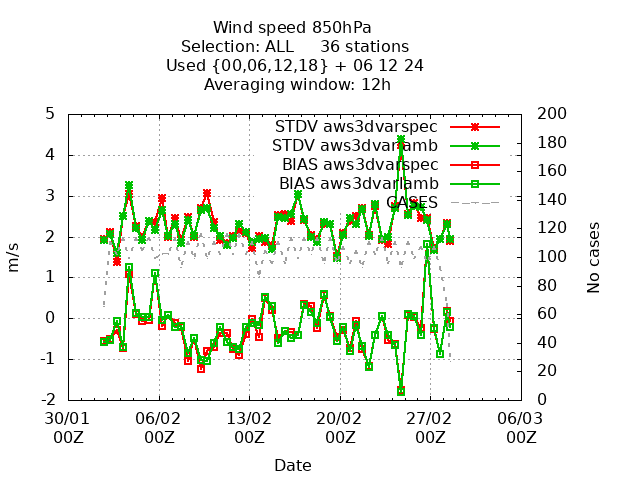 Wind speed 850hPa
Selection: ALL 36 stations
Used {00,06,12,18} + 06 12 24
Averaging window: 12h
5 200
STDV aws3dvarspec
180
STDV aws3dvarlamb
4 160
BIAS aws3dvarspec
BIAS aws3dvarlamb
140
3 CASES
120
2
100
m/s No cases
1 80
60
0
40
-1
20
-2 0
30/01 06/02 13/02 20/02 27/02 06/03
00Z 00Z 00Z 00Z 00Z 00Z
Date